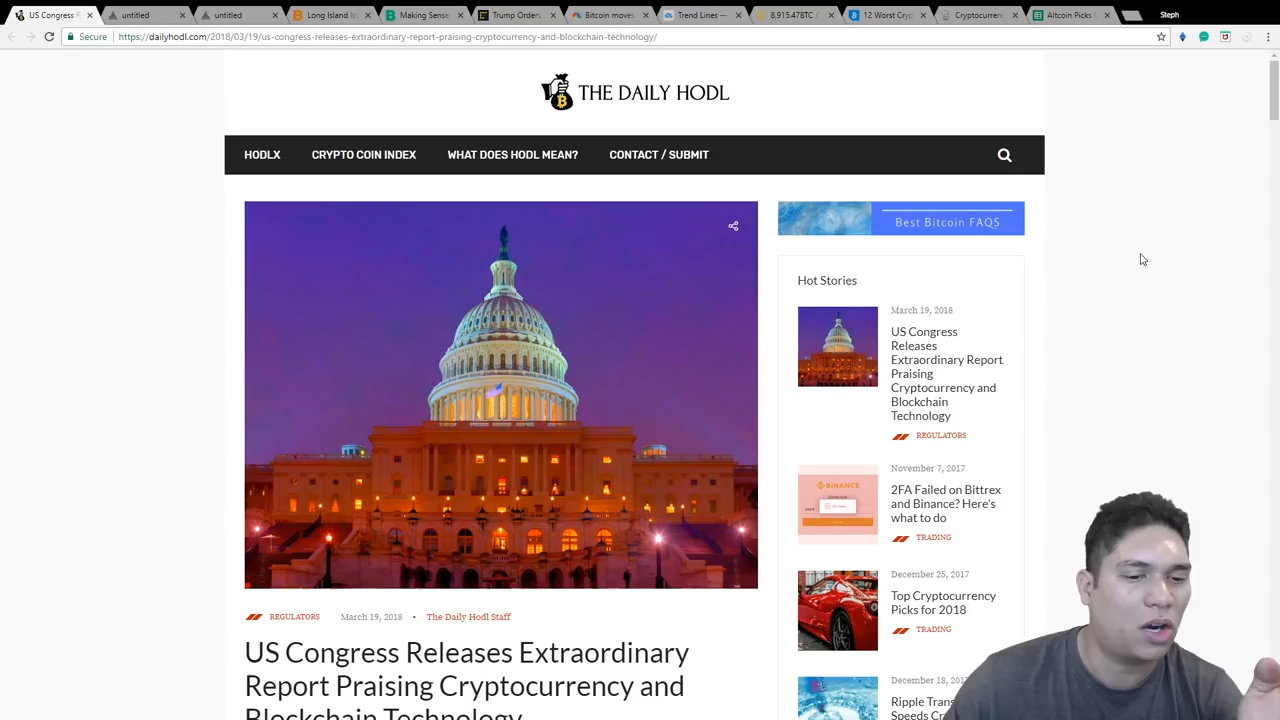 US Congress R
untitled
untitled
Long Island Ic
Making Sense
Trump Orders
Bitcoin moves
Trend Lines —
8,915.47BTC /
12 Worst Cryp
Cryptocurren
Altcoin Picks (
Steph
Secure
https://dailyhodl.com/2018/03/19/us-congress-releases-extraordinary-report-praising-cryptocurrency-and-blockchain-technology/
THE DAILY HODL
HODLX
CRYPTO COIN INDEX
WHAT DOES HODL MEAN?
CONTACT / SUBMIT
Best Bitcoin FAQS
Hot Stories
March 19, 2018
US Congress
Releases
Extraordinary Report
Praising
Cryptocurrency and
Blockchain
Technology
REGULATORS
November 7, 2017
2FA Failed on Bittrex
and Binance? Here's
what to do
TRADING
BINANCE
December 25, 2017
Top Cryptocurrency
Picks for 2018
TRADING
December 18, 201
Ripple Trans
Speeds Cr
REGULATORS
March 19, 2018 • The Daily Hodl Staff
US Congress Releases Extraordinary
Report Praising Cryptocurrency and
Blockchain Technology